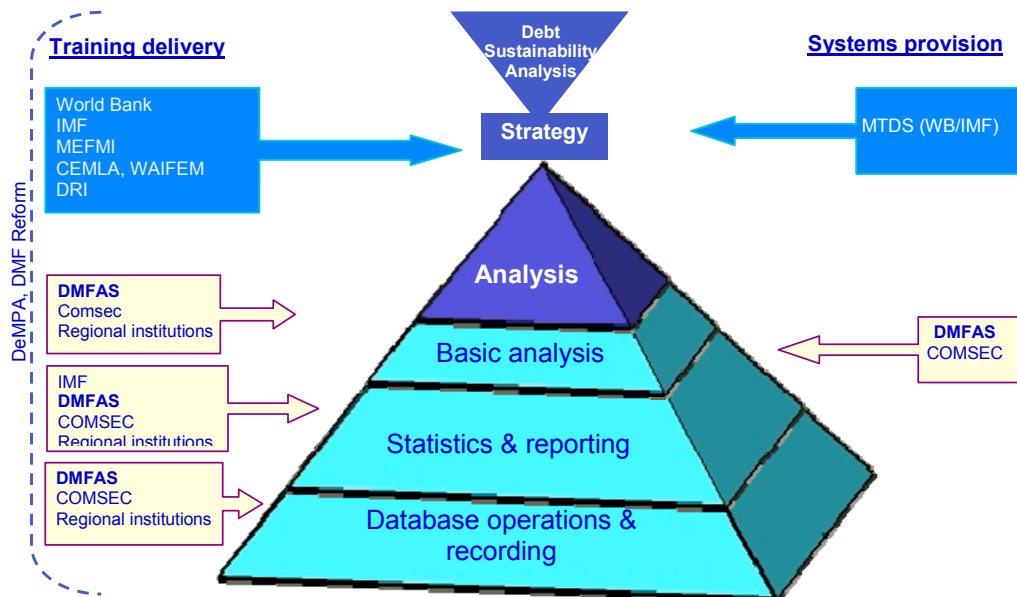 Training delivery
World Bank
IMF
MEFMI
CEMLA, WAIFEM
DRI
DeMPA, DMF Reform
DMFAS
Comsec
Regional institutions
IMF
DMFAS
COMSEC
Regional institutions
DMFAS
COMSEC
Regional institutions
Debt
Sustainability
Analysis
Strategy
Analysis
Basic analysis
Statistics & reporting
Database operations &
recording
Systems provision
MTDS (WB/IMF)
DMFAS
COMSEC